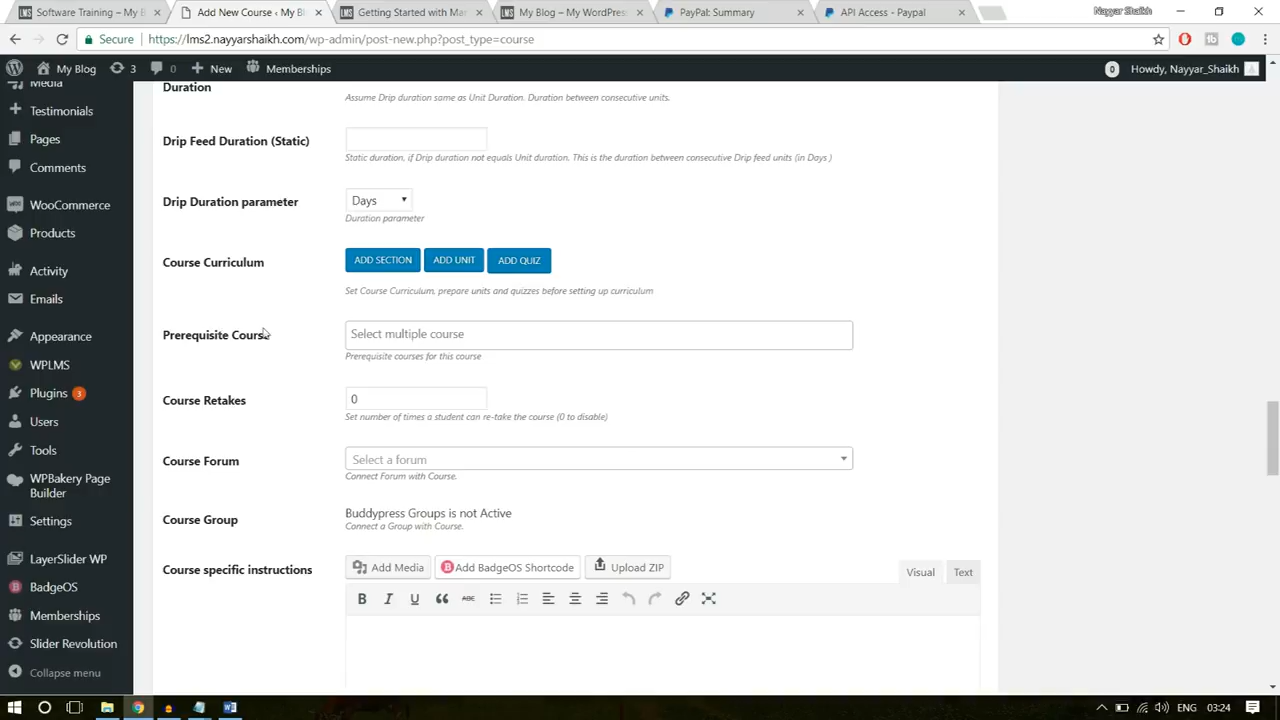 Software Training – My B
Add New Course ‹ My Bl
Getting Started with Mar
My Blog – My WordPress
PayPal: Summary
API Access - Paypal
Nayyar Shaikh
Secure
https://lms2.nayyarshaikh.com/wp-admin/post-new.php?post_type=course
My Blog
3
0
New
Memberships
0
Howdy, Nayyar_Shaikh
Media
Testimonials
Pages
Comments
WooCommerce
Products
Activity
Emails
Appearance
WPLMS
Plugins 3
Users
Tools
WPBakery Page
Builder
Settings
LayerSlider WP
BadgeOS
Memberships
Slider Revolution
Collapse menu
Duration
Assume Drip duration same as Unit Duration. Duration between consecutive units.
Drip Feed Duration (Static)
Static duration, if Drip duration not equals Unit duration. This is the duration between consecutive Drip feed units (in Days )
Drip Duration parameter
Days
Duration parameter
Course Curriculum
ADD SECTION
ADD UNIT
ADD QUIZ
Set Course Curriculum, prepare units and quizzes before setting up curriculum
Prerequisite Course
Select multiple course
Prerequisite courses for this course
Course Retakes
0
Set number of times a student can re-take the course (0 to disable)
Course Forum
Select a forum
Connect Forum with Course.
Course Group
Buddypress Groups is not Active
Connect a Group with Course.
Course specific instructions
Add Media
Add BadgeOS Shortcode
Upload ZIP
Visual
Text
B I U ABC
ENG
03:24